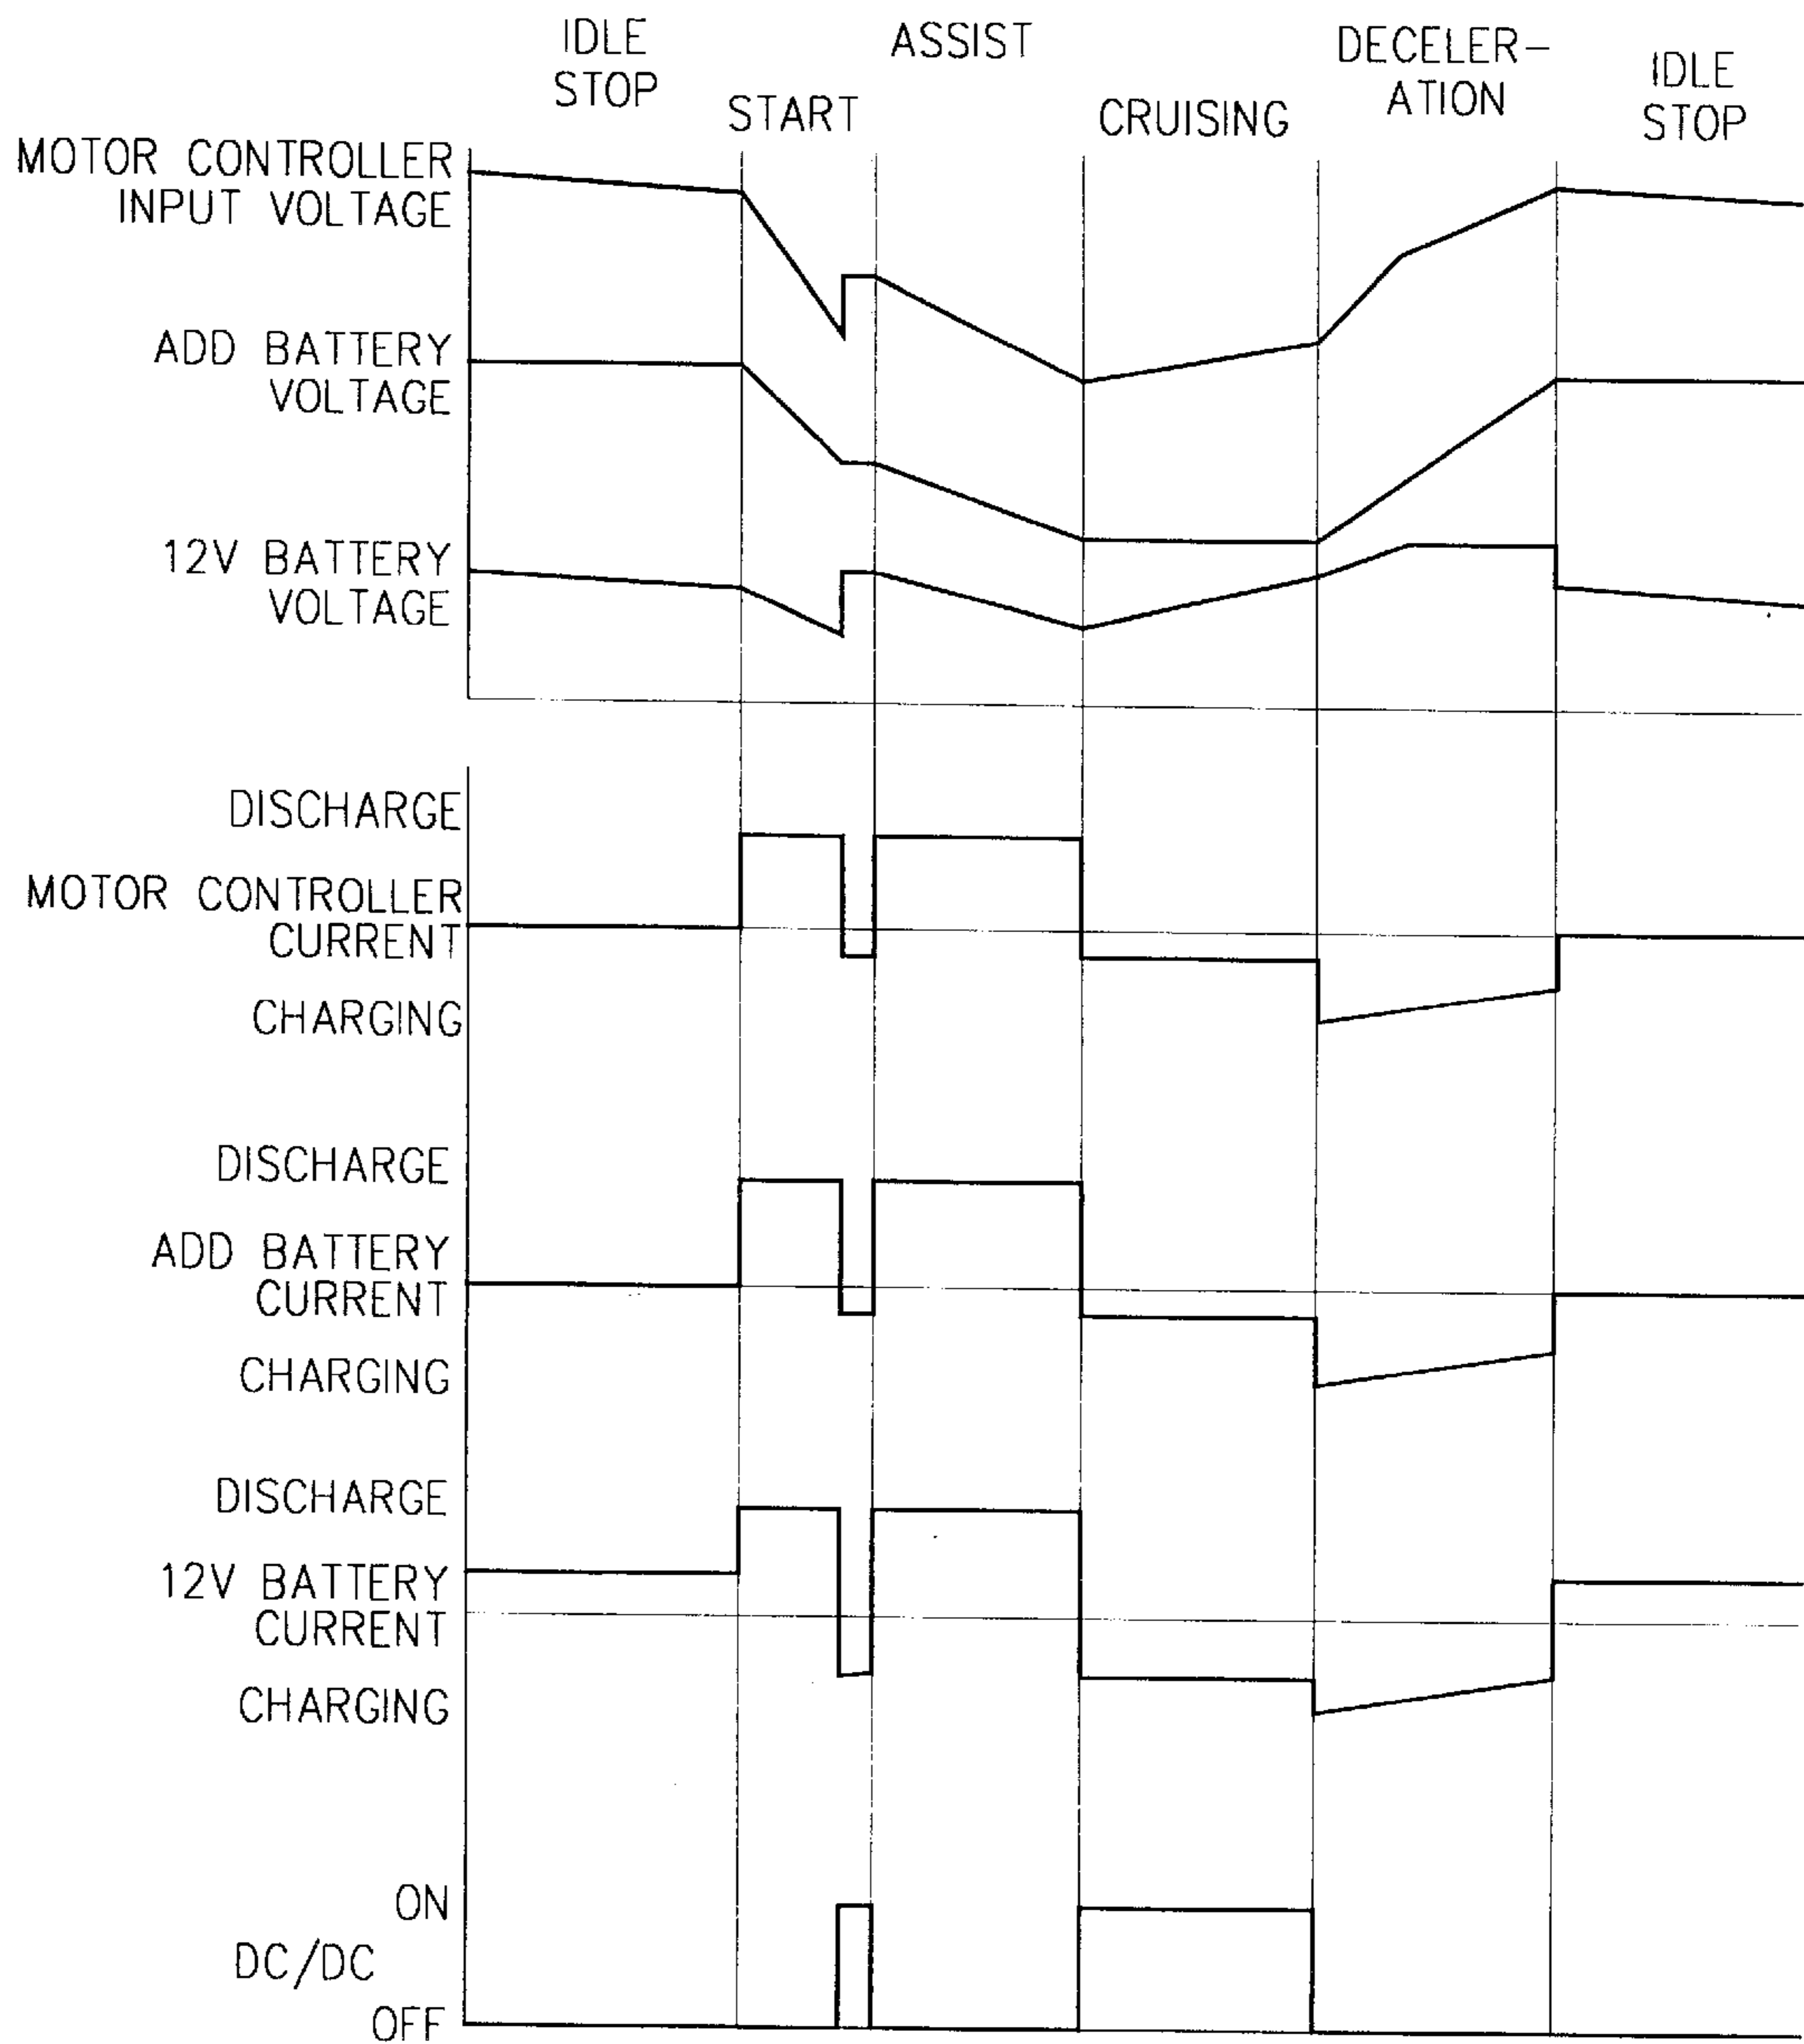 IDLE
STOP
START
ASSIST
CRUISING
DECELER-
ATION
IDLE
STOP
MOTOR CONTROLLER
INPUT VOLTAGE
ADD BATTERY
VOLTAGE
12V BATTERY
VOLTAGE
DISCHARGE
MOTOR CONTROLLER
CURRENT
CHARGING
DISCHARGE
ADD BATTERY
CURRENT
CHARGING
DISCHARGE
12V BATTERY
CURRENT
CHARGING
ON
DC/DC
OFF